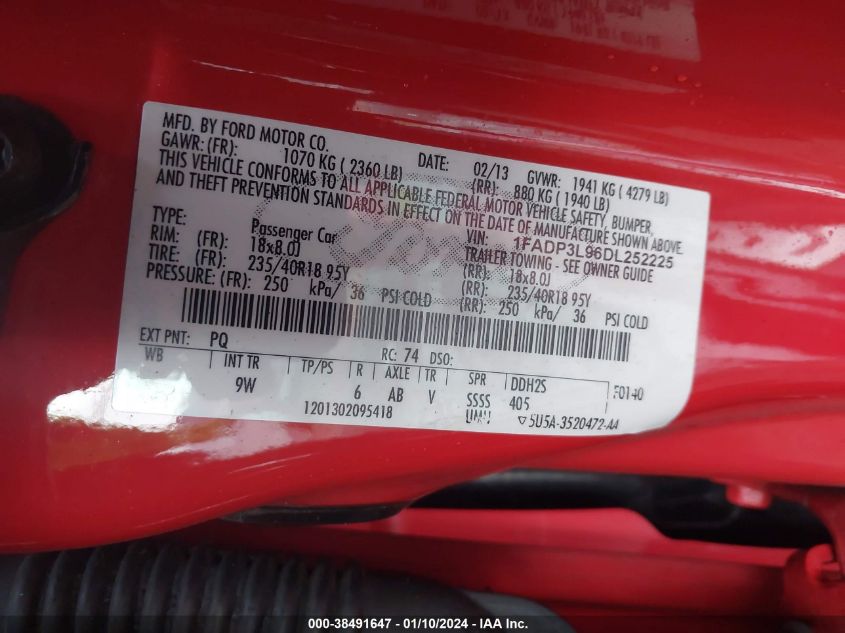 MFD. BY FORD MOTOR CO.
DATE: 02/13 GVWR: 1941 KG ( 4279 LB)
GAWR: (FR): 1070 KG ( 2360 LB) (RR): 880 KG ( 1940 LB)
THIS VEHICLE CONFORMS TO ALL APPLICABLE FEDERAL MOTOR VEHICLE SAFETY, BUMPER,
AND THEFT PREVENTION STANDARDS IN EFFECT ON THE DATE OF MANUFACTURE SHOWN ABOVE.
VIN: 1FADP3L96DL252225
TYPE: Passenger Car TRAILER TOWING - SEE OWNER GUIDE
RIM: (FR): 18x8.0J (RR): 18x8.0J
TIRE: (FR): 235/40R18 95Y (RR): 235/40R18 95Y
PRESSURE: (FR): 250 kPa/ 36 PSI COLD (RR): 250 kPa/ 36 PSI COLD
EXT PNT: PQ RC: 74 DSO:
WB INT TR TP/PS R AXLE TR SPR DDH2S F0140
9W 6 AB V SSSS 405
1201302095418 ▽5U5A-3520472-AA
000-38491647 - 01/10/2024 - IAA Inc.